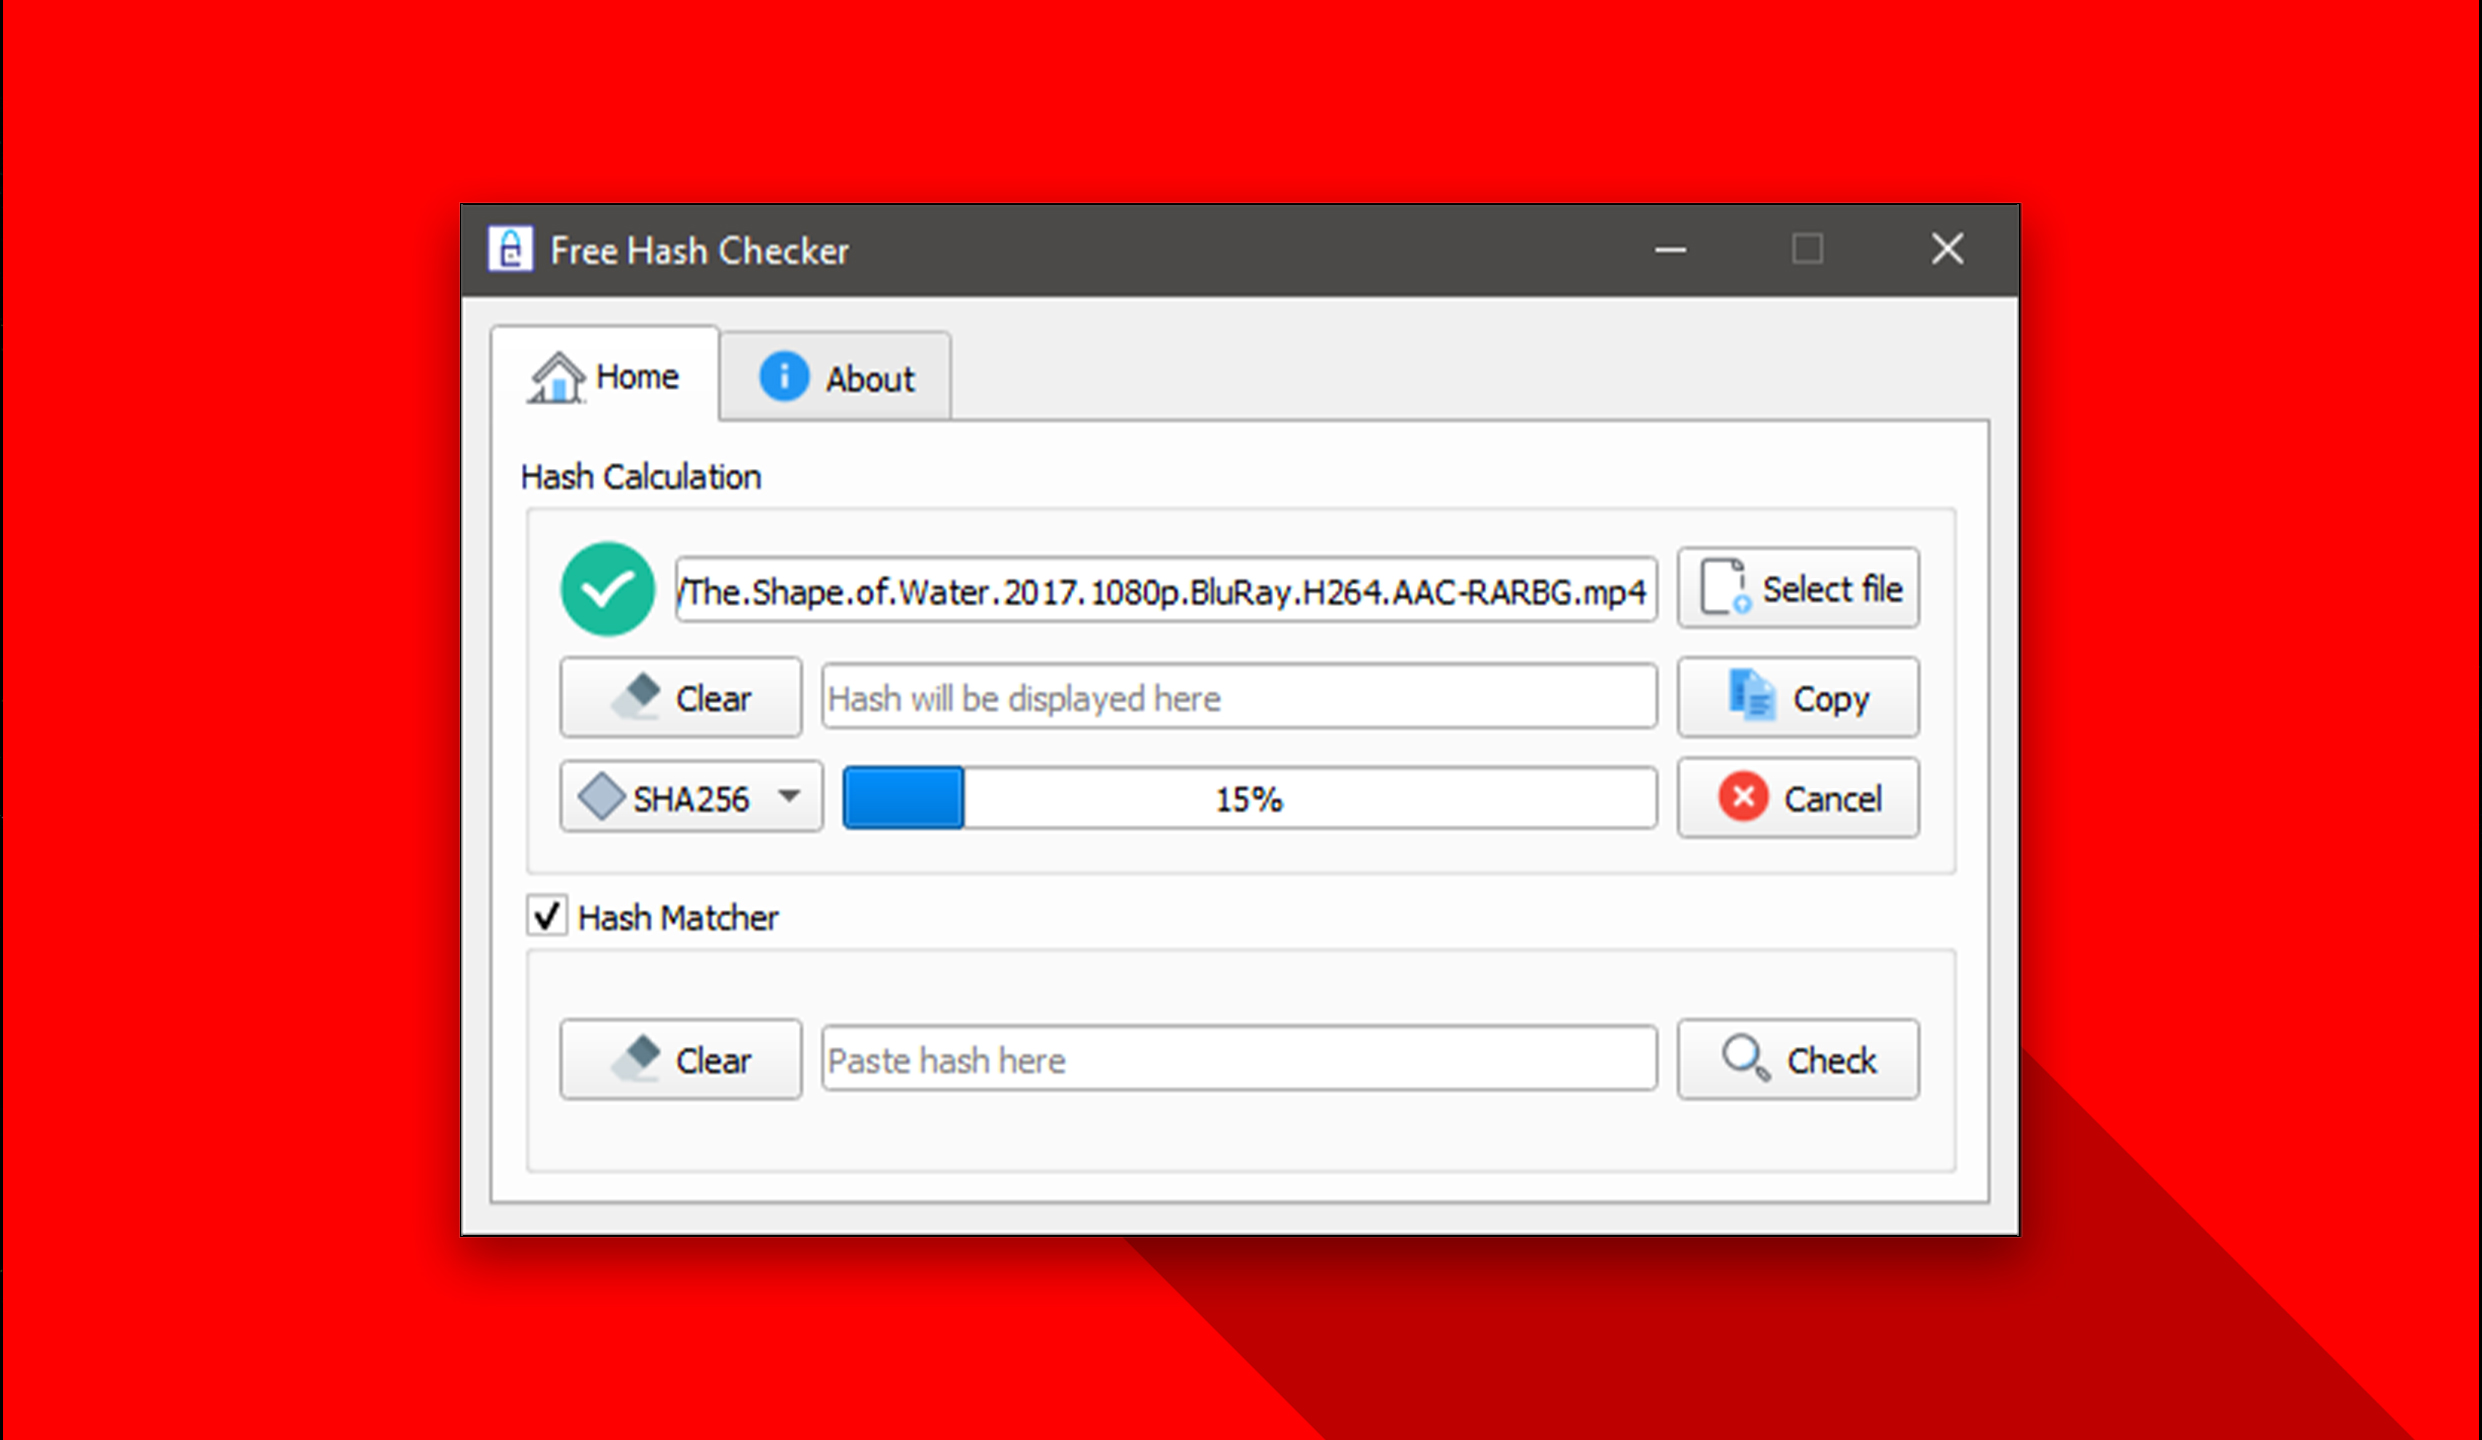 Free Hash Checker
Home
About
Hash Calculation
/The.Shape.of.Water.2017.1080p.BluRay.H264.AAC-RARBG.mp4
Select file
Clear
Hash will be displayed here
Copy
SHA256
15%
Cancel
Hash Matcher
Clear
Paste hash here
Check